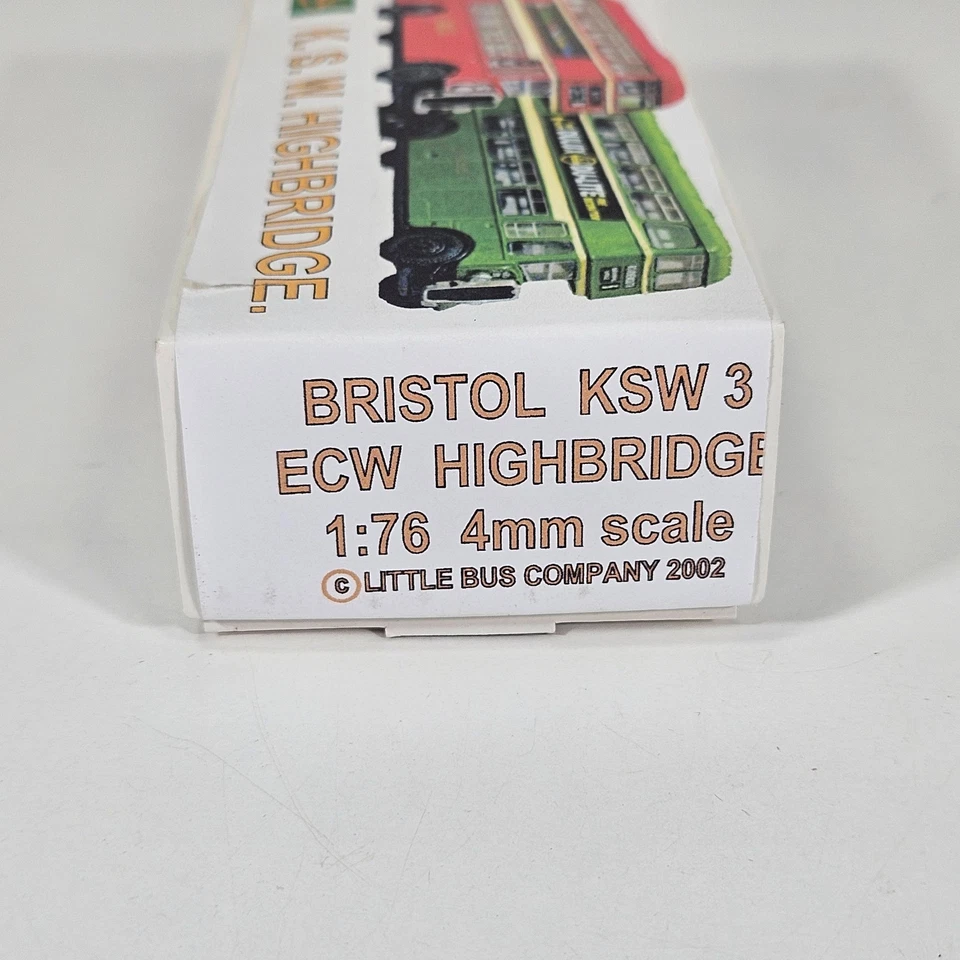 K.S.W. HIGHBRIDGE.
BRISTOL KSW 3
ECW HIGHBRIDGE
1:76 4mm scale
© LITTLE BUS COMPANY 2002